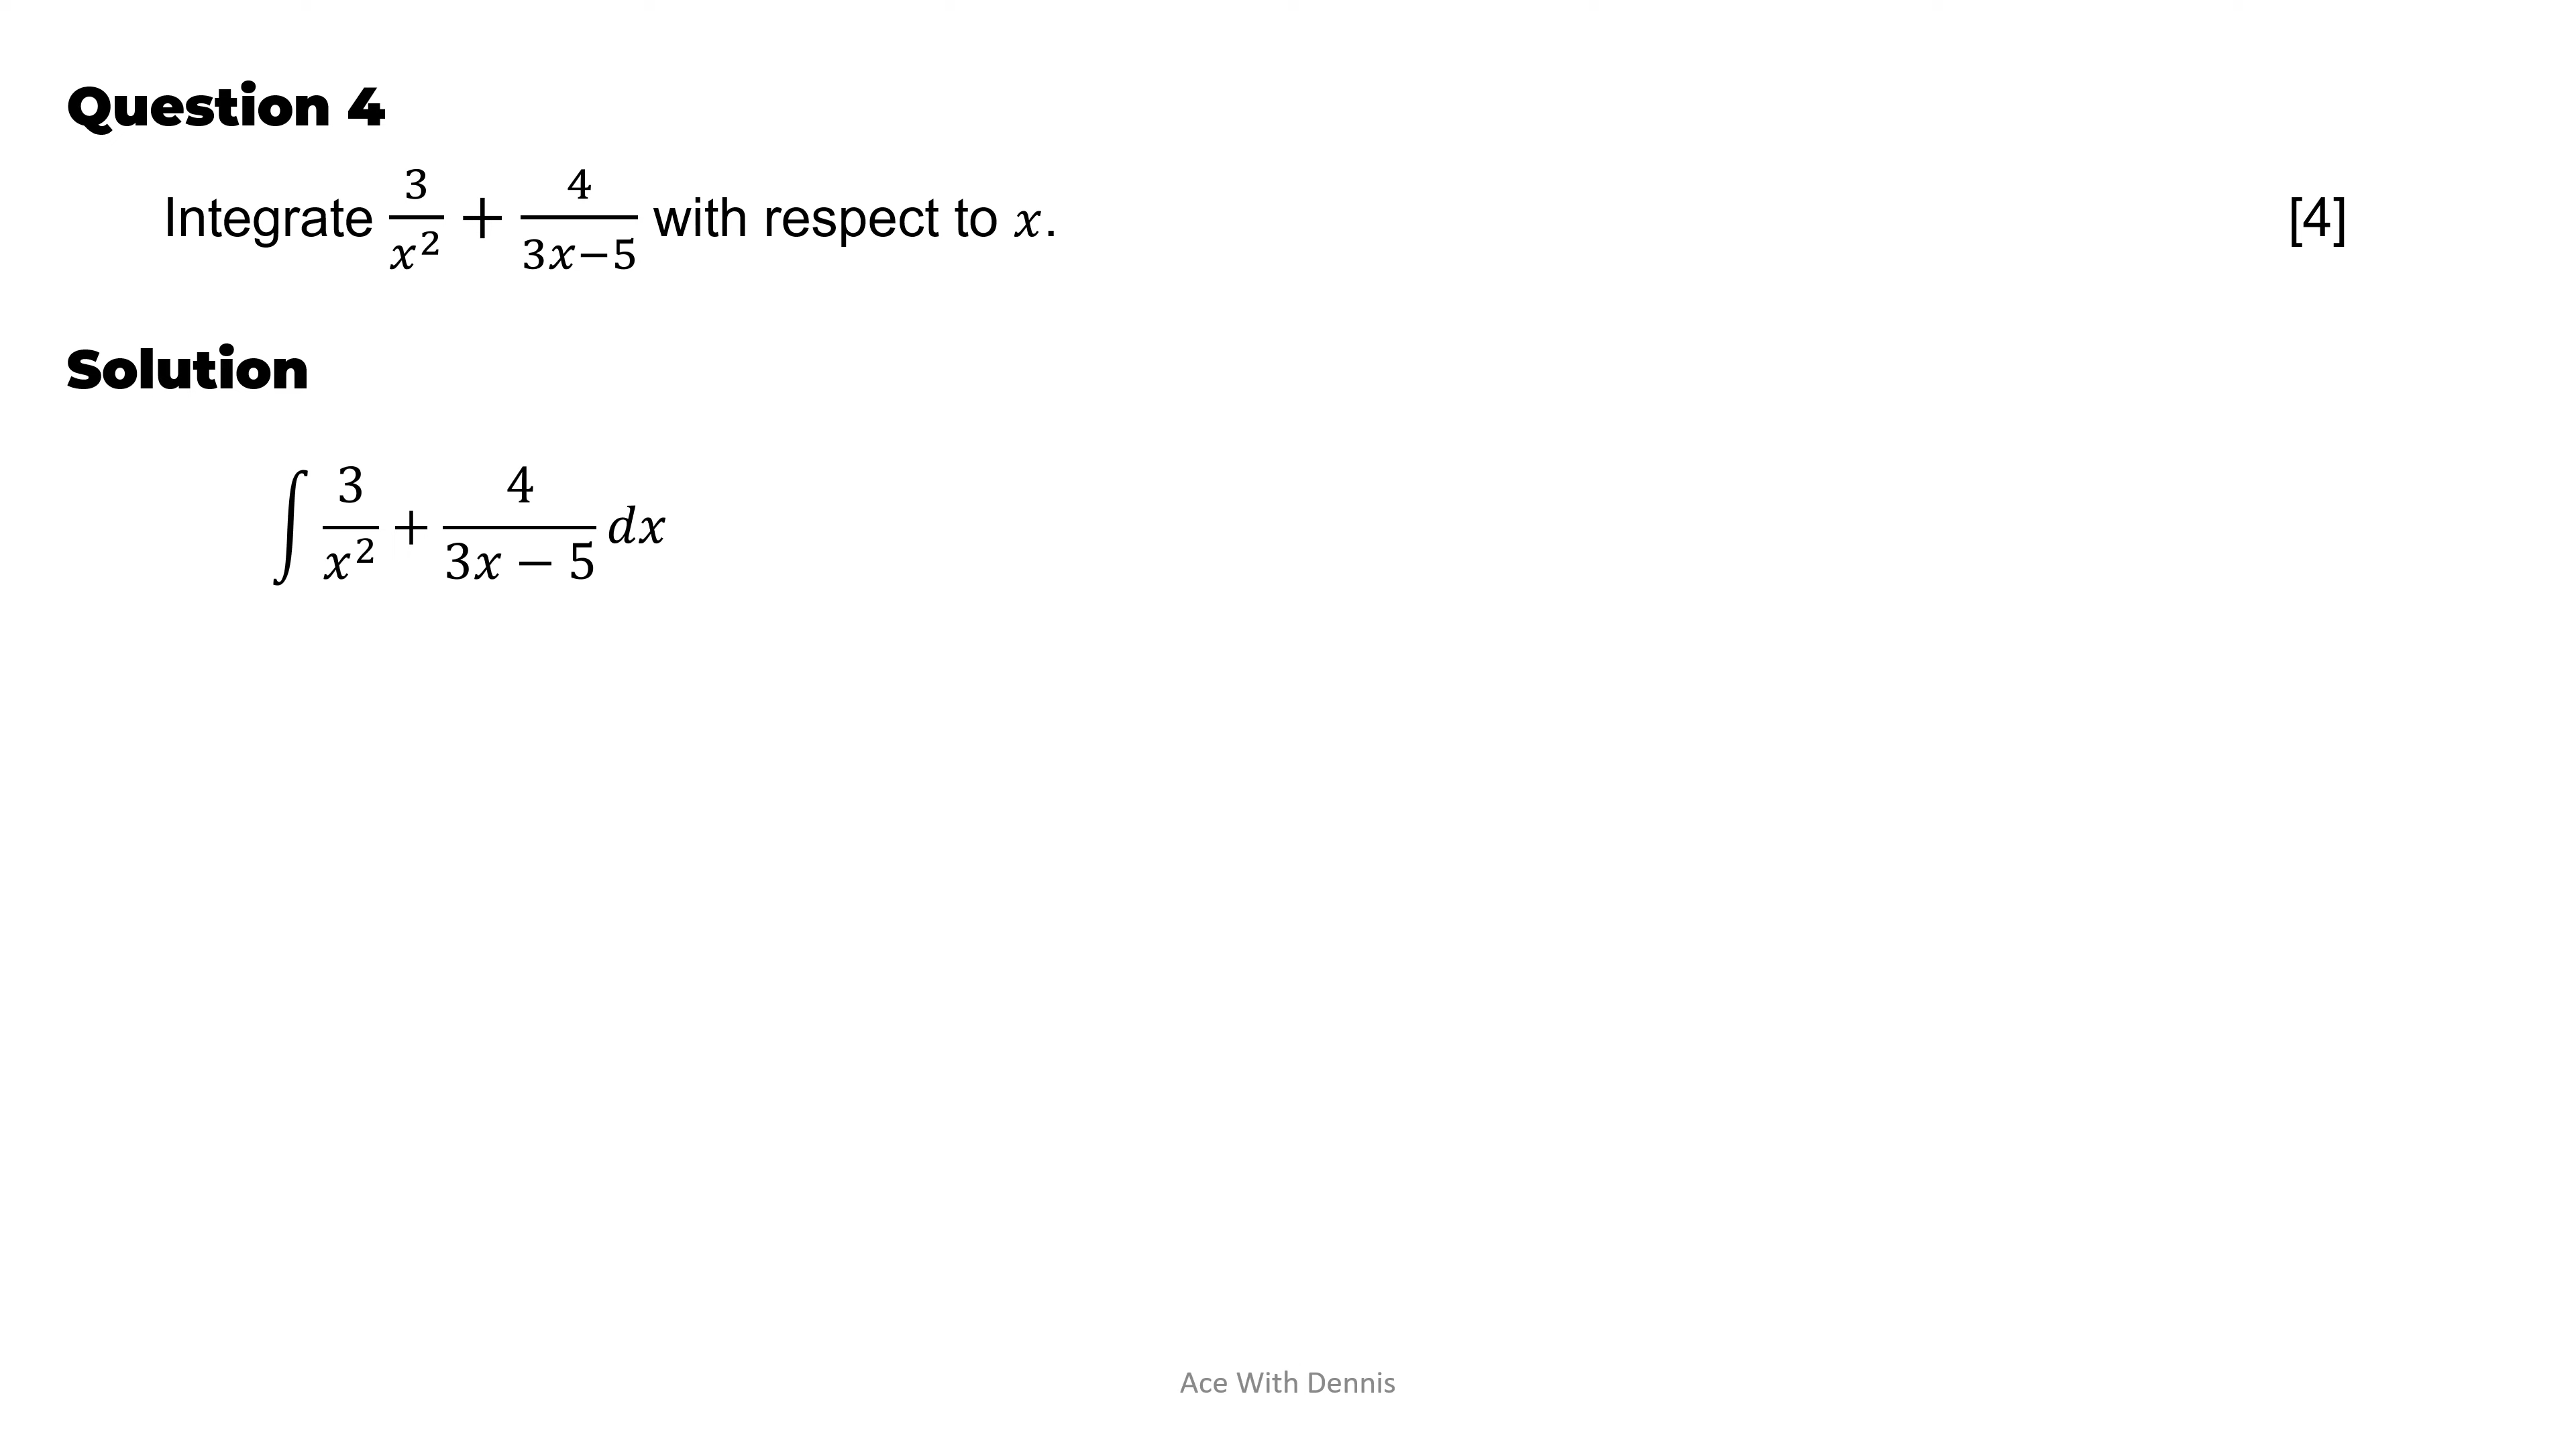 Question 4
Integrate 3/x² + 4/3x−5 with respect to x. [4]
Solution
∫ 3/x² + 4/3x − 5 dx
Ace With Dennis